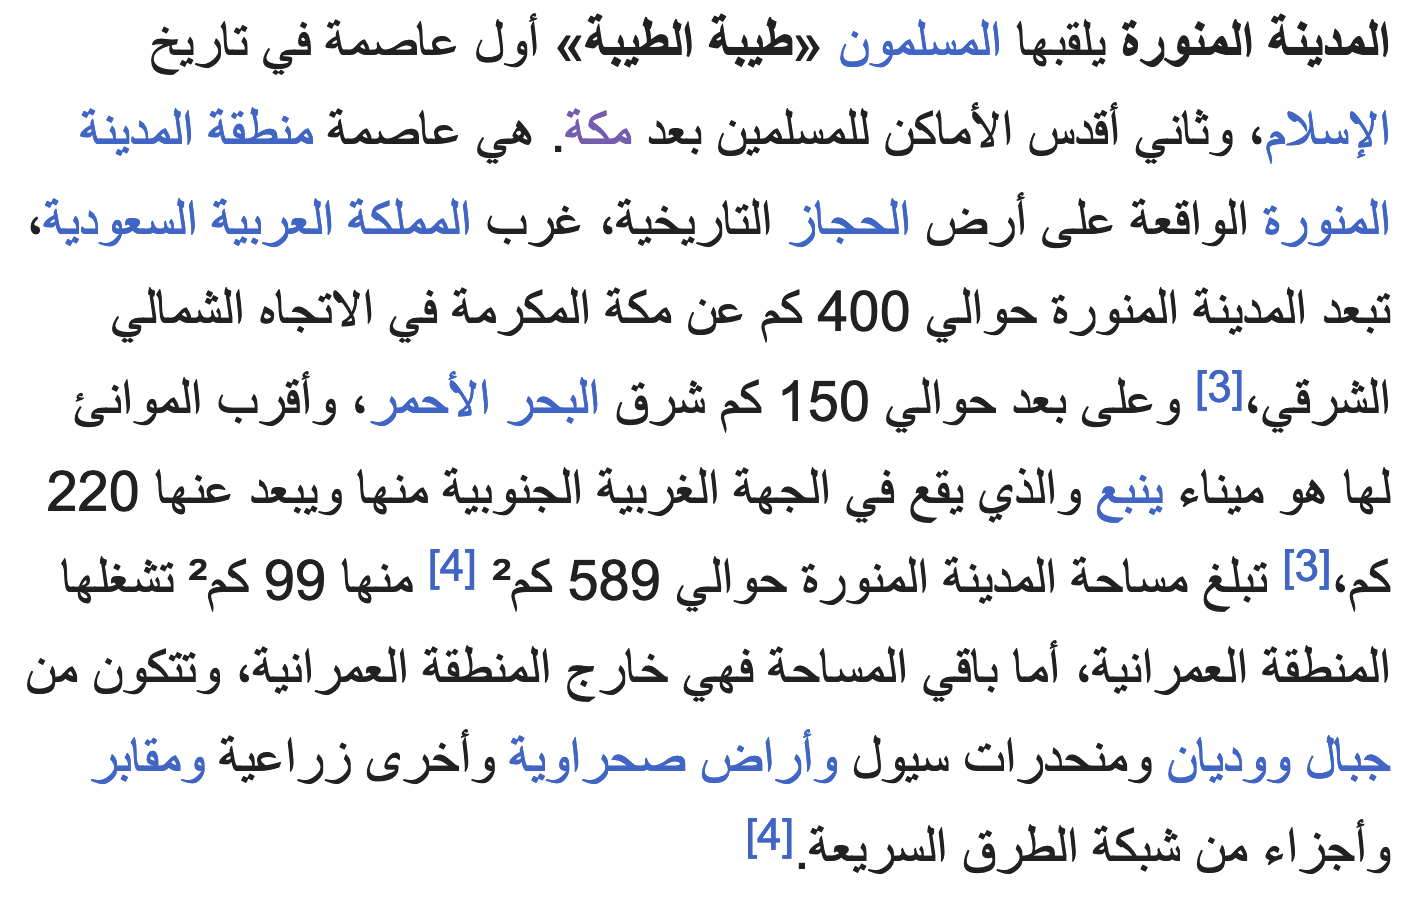 المدينة المنورة يلقبها المسلمون «طيبة الطيبة» أول عاصمة في تاريخ
الإسلام، وثاني أقدس الأماكن للمسلمين بعد مكة. هي عاصمة منطقة المدينة
المنورة الواقعة على أرض الحجاز التاريخية، غرب المملكة العربية السعودية،
تبعد المدينة المنورة حوالي 400 كم عن مكة المكرمة في الاتجاه الشمالي
الشرقي،[3] وعلى بعد حوالي 150 كم شرق البحر الأحمر، وأقرب الموانئ
لها هو ميناء ينبع والذي يقع في الجهة الغربية الجنوبية منها ويبعد عنها 220
كم،[3] تبلغ مساحة المدينة المنورة حوالي 589 كم² [4] منها 99 كم² تشغلها
المنطقة العمرانية، أما باقي المساحة فهي خارج المنطقة العمرانية، وتتكون من
جبال ووديان ومنحدرات سيول وأراض صحراوية وأخرى زراعية ومقابر
وأجزاء من شبكة الطرق السريعة.[4]